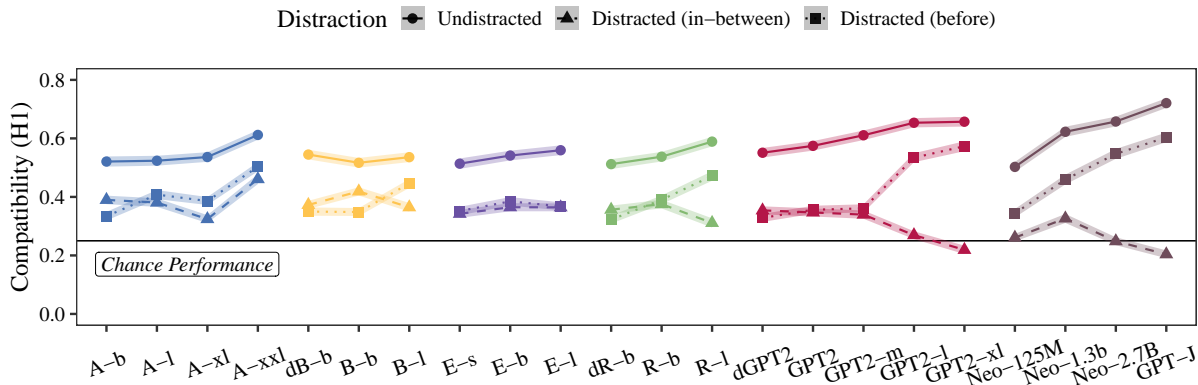 Distraction Undistracted Distracted (in−between) Distracted (before)
Compatibility (H1)
0.8
0.6
0.4
0.2
0.0
Chance Performance
A−b A−l A−xl A−xxl dB−b B−b B−l E−s E−b E−l dR−b R−b R−l dGPT2 GPT2 GPT2−m GPT2−l GPT2−xl Neo−125M Neo−1.3b Neo−2.7B GPT−J